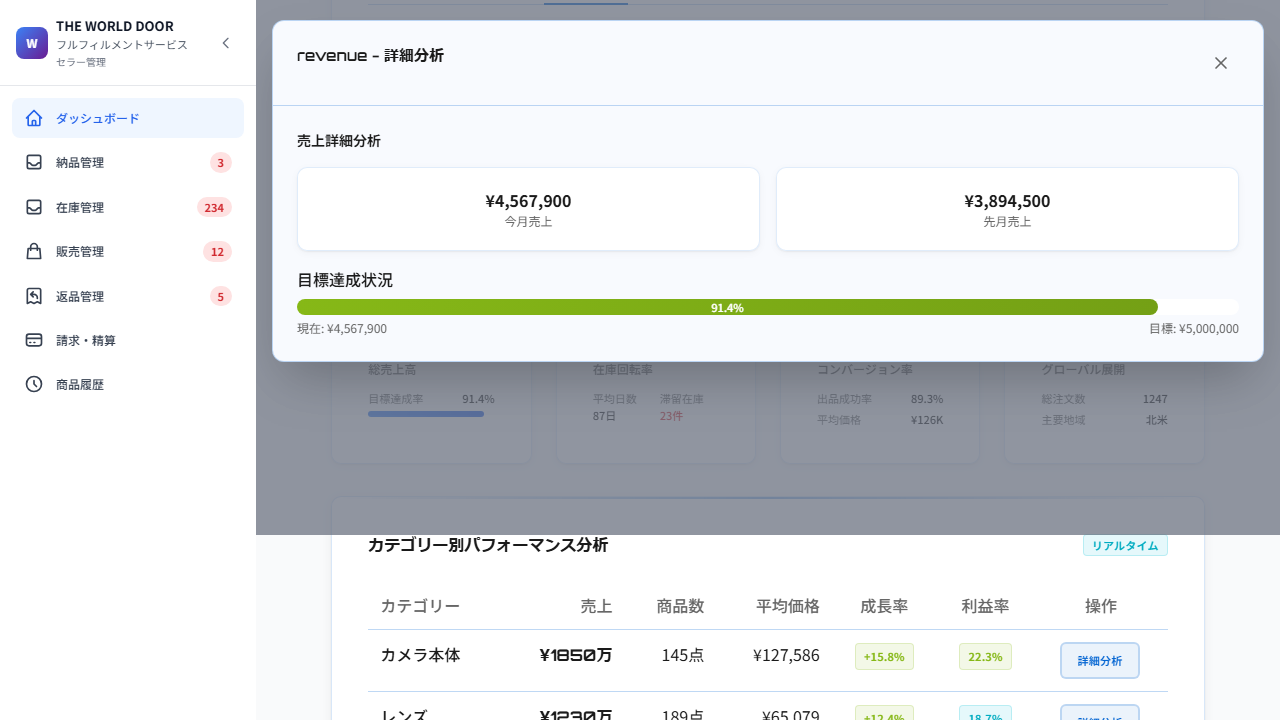 THE WORLD DOOR
フルフィルメントサービス
セラー管理
W
ダッシュボード
納品管理 3
在庫管理 234
販売管理 12
返品管理 5
請求・精算
商品履歴
revenue - 詳細分析
売上詳細分析
¥4,567,900
今月売上
¥3,894,500
先月売上
目標達成状況
91.4%
現在: ¥4,567,900 目標: ¥5,000,000
総売上高 在庫回転率 コンバージョン率 グローバル展開
目標達成率 91.4% 平均日数 滞留在庫 出品成功率 89.3% 総注文数 1247
87日 23件 平均価格 ¥126K 主要地域 北米
カテゴリー別パフォーマンス分析 リアルタイム
カテゴリー 売上 商品数 平均価格 成長率 利益率 操作
カメラ本体 ¥1850万 145点 ¥127,586 +15.8% 22.3% 詳細分析
レンズ ¥1230万 189点 ¥65,079 +12.4% 18.7% 詳細分析